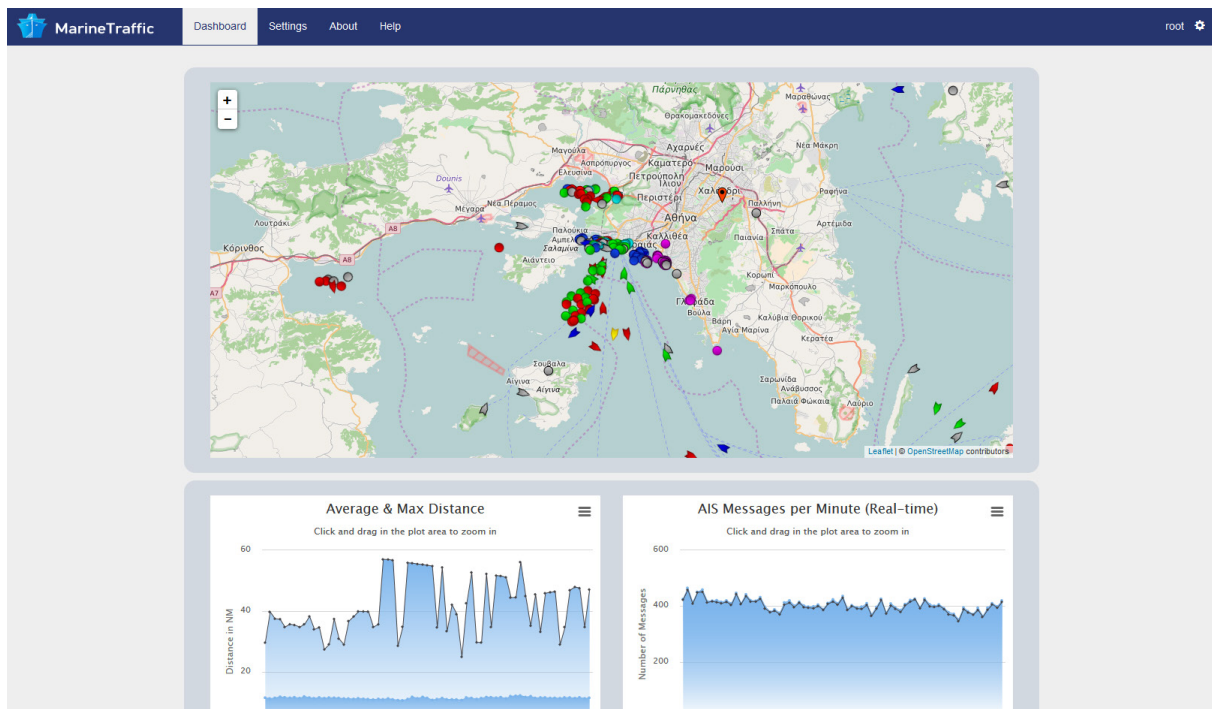 MarineTraffic
Dashboard
Settings
About
Help
root
+
−
Πάρνηθας
Μαραθώνας
Θρακομακεδόνες
Νέα Μάκρη
Μαγούλα
Αχαρνές
Ασπρόπυργος
Καματερό
Μαρούσι
Ελευσίνα
Πετρούπολη
Ίλιον
Dounis
Ραφήνα
Μέγαρα
Νέα Πέραμος
Περιστέρι
Παλλήνη
Αθήνα
Λουτράκι
A8
Παλούκια
Σπάτα
Αρτέμιδα
Καλλιθέα
Παιανία
Κόρινθος
Σαλαμίνα
Αιάντειο
A8
Κορωπί
Μαρκόπουλο
A7
Βούλα
Βάρη
Καλύβια Θορικού
Αγία Μαρίνα
Κερατέα
Σουβάλα
Σαρωνίδα
Αίγινα
Αίγινα
Ανάβυσσος
Παλαιά Φώκαια
Λαύριο
Leaflet | © OpenStreetMap contributors
Average & Max Distance
Click and drag in the plot area to zoom in
60
40
20
Distance in NM
AIS Messages per Minute (Real-time)
Click and drag in the plot area to zoom in
600
400
200
Number of Messages